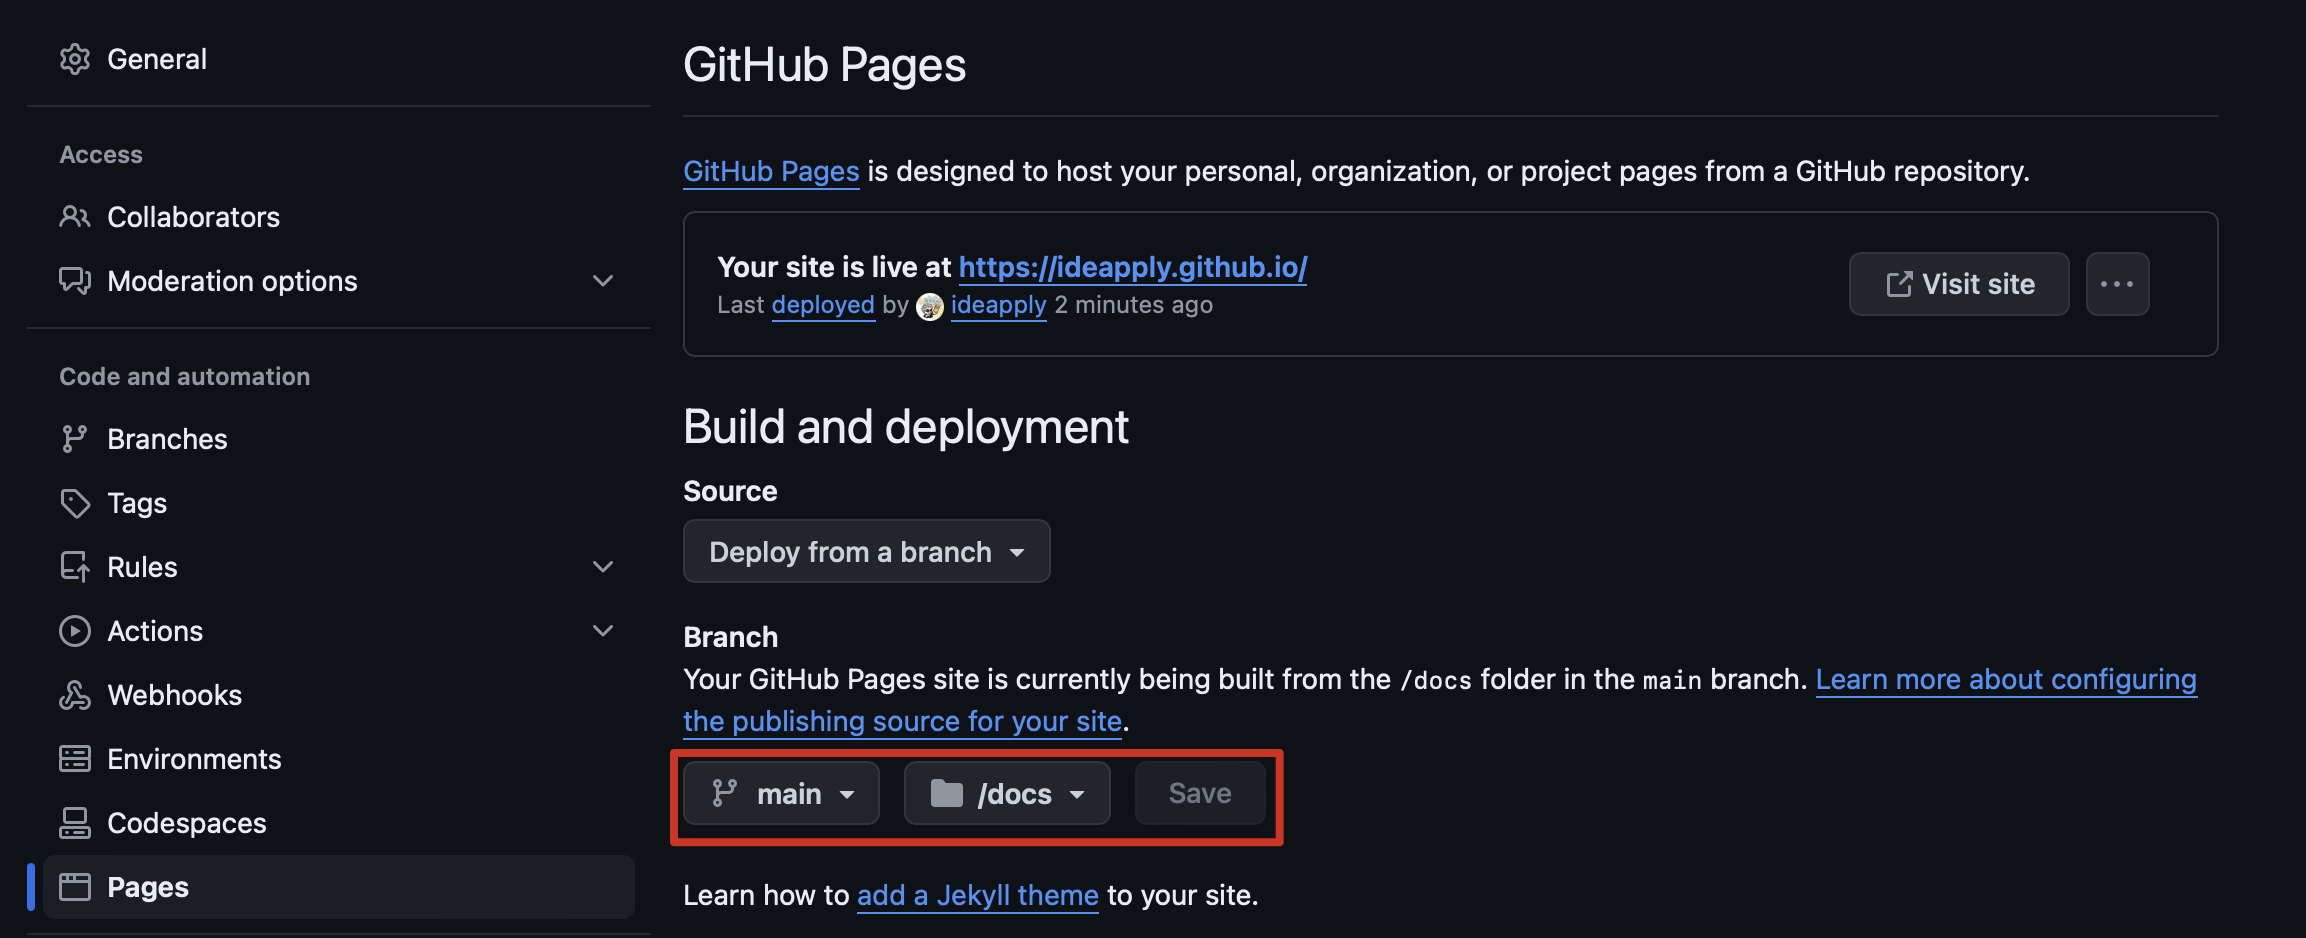 General
Access
Collaborators
Moderation options
Code and automation
Branches
Tags
Rules
Actions
Webhooks
Environments
Codespaces
Pages
GitHub Pages
GitHub Pages is designed to host your personal, organization, or project pages from a GitHub repository.
Your site is live at https://ideapply.github.io/
Last deployed by ideapply 2 minutes ago
Visit site
Build and deployment
Source
Deploy from a branch
Branch
Your GitHub Pages site is currently being built from the /docs folder in the main branch. Learn more about configuring
the publishing source for your site.
main /docs Save
Learn how to add a Jekyll theme to your site.